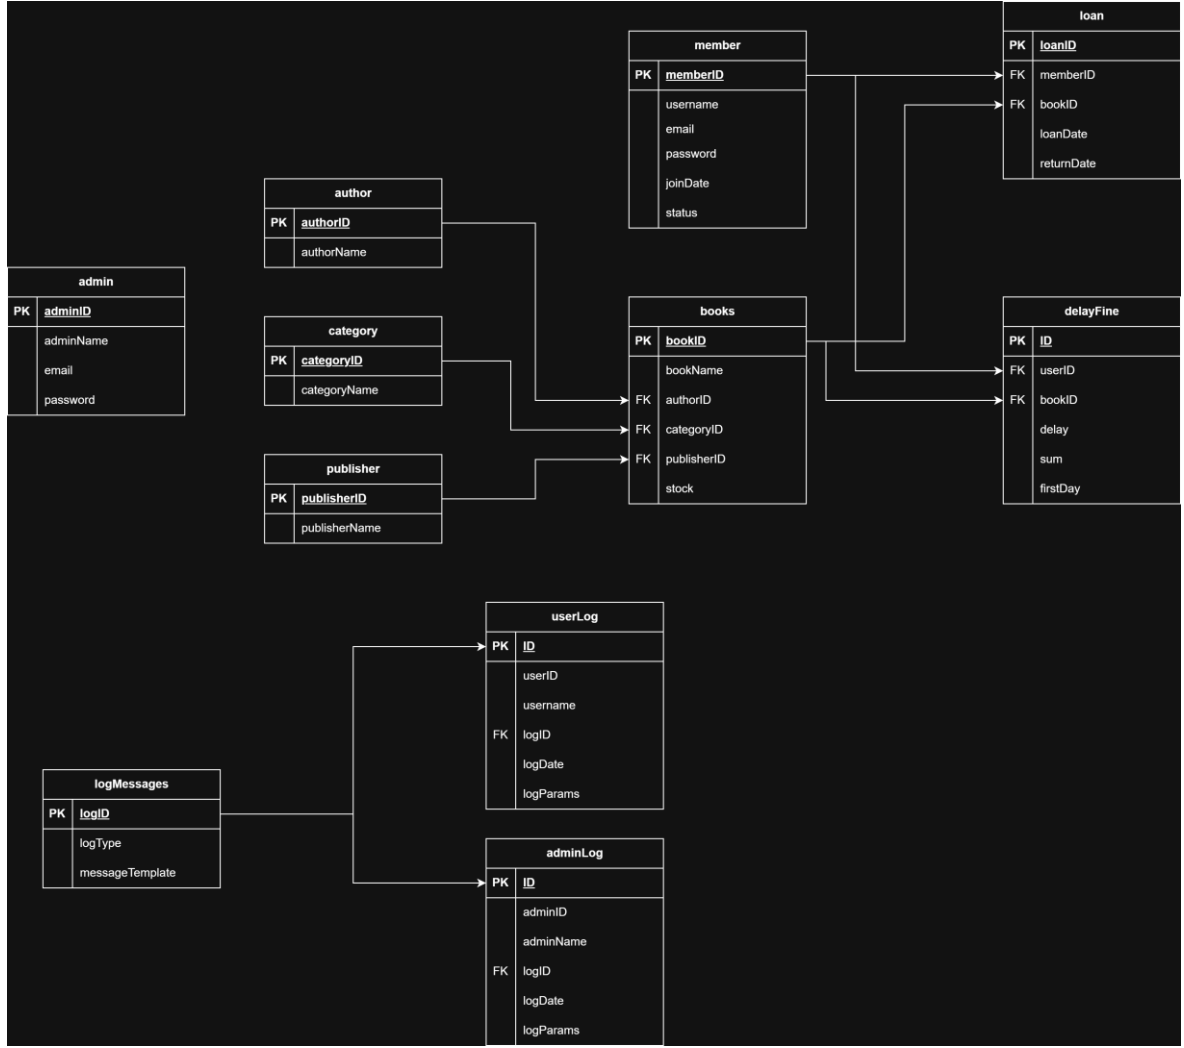 loan
PK loanID
FK memberID
FK bookID
loanDate
returnDate
member
PK memberID
username
email
password
joinDate
status
author
PK authorID
authorName
admin
PK adminID
adminName
email
password
category
PK categoryID
categoryName
publisher
PK publisherID
publisherName
books
PK bookID
bookName
FK authorID
FK categoryID
FK publisherID
stock
delayFine
PK ID
FK userID
FK bookID
delay
sum
firstDay
userLog
PK ID
userID
username
FK logID
logDate
logParams
logMessages
PK logID
logType
messageTemplate
adminLog
PK ID
adminID
adminName
FK logID
logDate
logParams